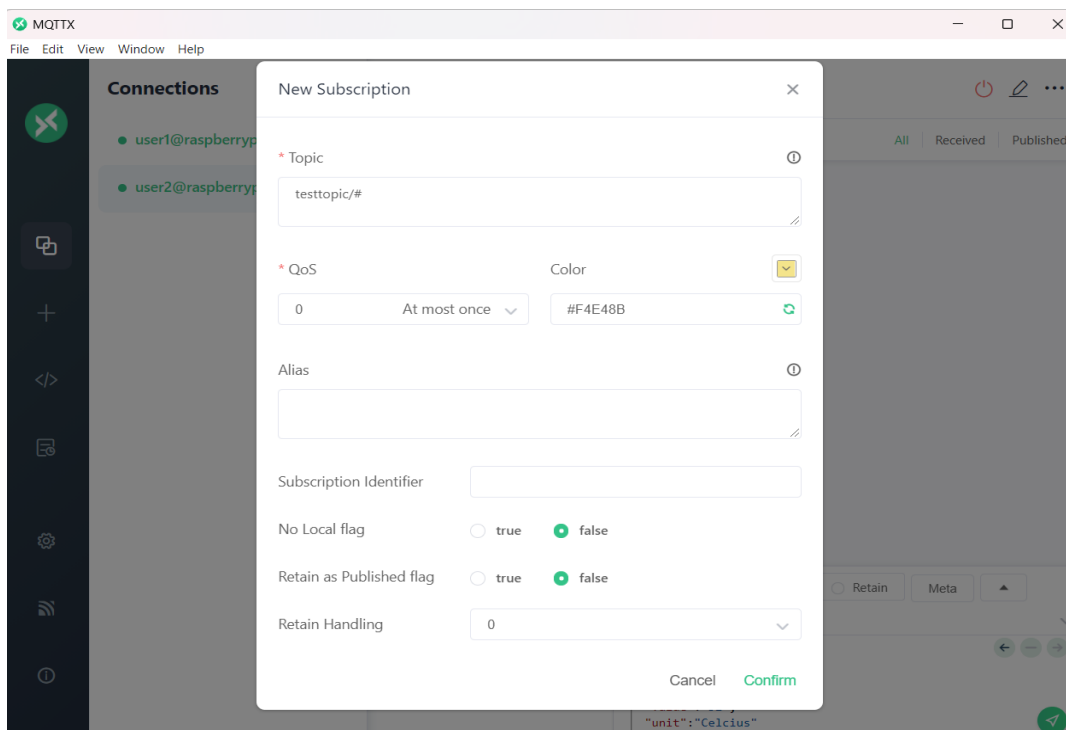 MQTTX
File Edit View Window Help
Connections
New Subscription
user1@raspberryp
All Received Published
* Topic
testtopic/#
user2@raspberryp
* QoS Color
0 At most once #F4E48B
Alias
Subscription Identifier
No Local flag true false
Retain as Published flag true false
Retain Meta
Retain Handling 0
Cancel Confirm
"unit":"Celcius"